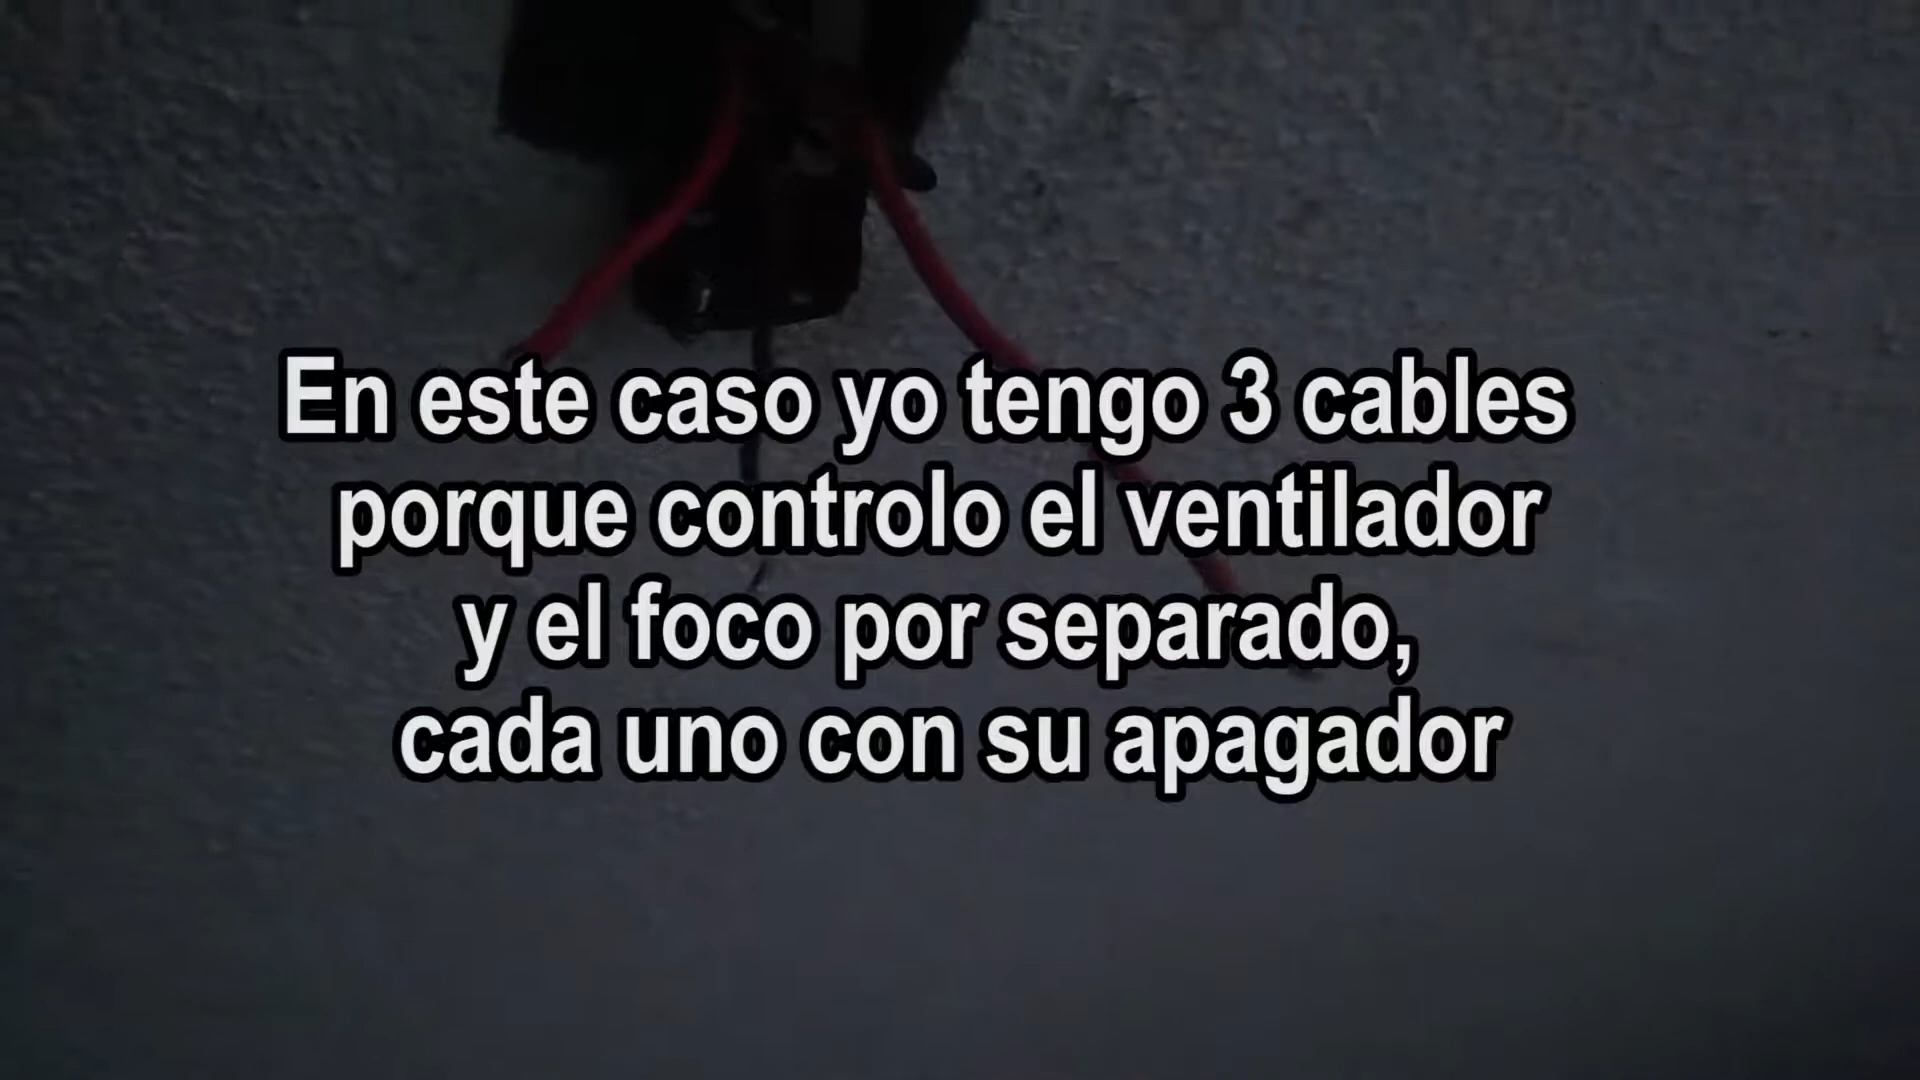 En este caso yo tengo 3 cables
porque controlo el ventilador
y el foco por separado,
cada uno con su apagador